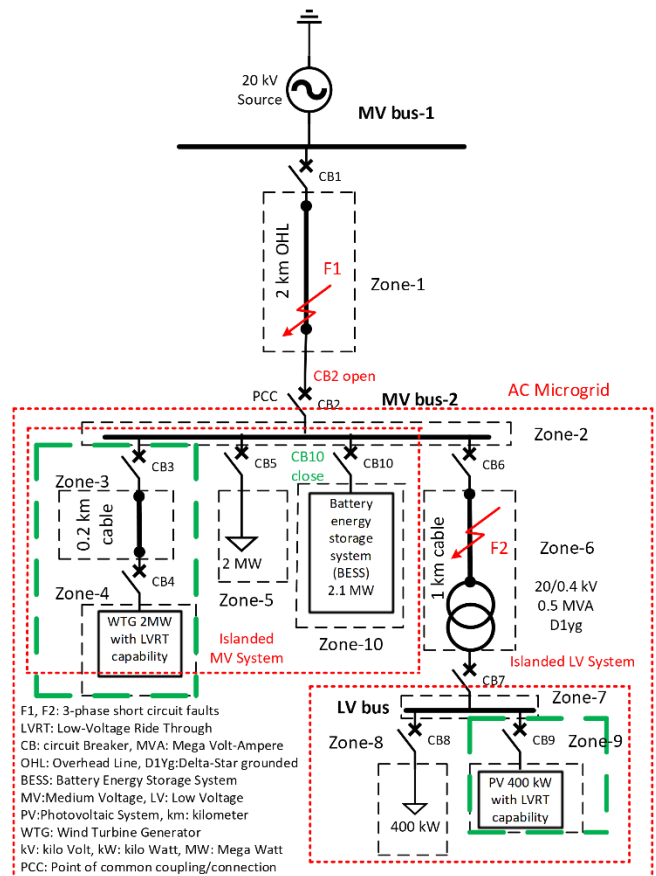 20 kV
Source
MV bus-1
CB1
2 km OHL
F1
Zone-1
CB2 open
PCC
CB2
MV bus-2
AC Microgrid
Zone-2
CB3
CB5
CB10
close
CB10
CB6
Zone-3
0.2 km
cable
CB4
Zone-4
WTG 2MW
with LVRT
capability
2 MW
Zone-5
Battery
energy
storage
system
(BESS)
2.1 MW
Zone-10
Islanded
MV System
1 km cable
F2
Zone-6
20/0.4 kV
0.5 MVA
D1yg
Islanded LV System
CB7
Zone-7
LV bus
Zone-8
CB8
CB9
Zone-9
400 kW
PV 400 kW
with LVRT
capability
F1, F2: 3-phase short circuit faults
LVRT: Low-Voltage Ride Through
CB: circuit Breaker, MVA: Mega Volt-Ampere
OHL: Overhead Line, D1Yg:Delta-Star grounded
BESS: Battery Energy Storage System
MV:Medium Voltage, LV: Low Voltage
PV:Photovoltaic System, km: kilometer
WTG: Wind Turbine Generator
kV: kilo Volt, kW: kilo Watt, MW: Mega Watt
PCC: Point of common coupling/connection